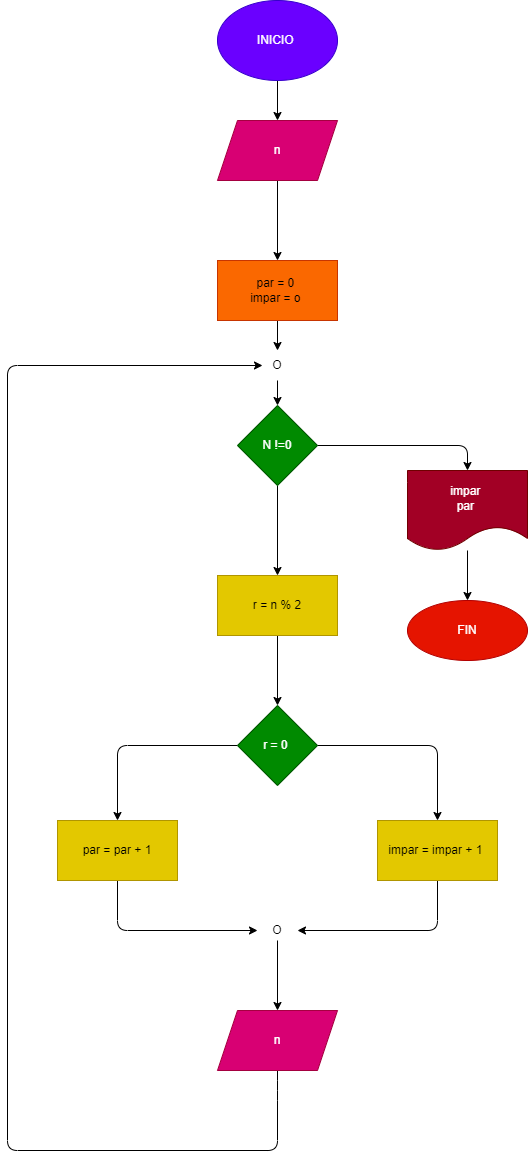 INICIO
n
par = 0
impar = o
O
N !=0
impar
par
r = n % 2
FIN
r = 0
par = par + 1
impar = impar + 1
O
n